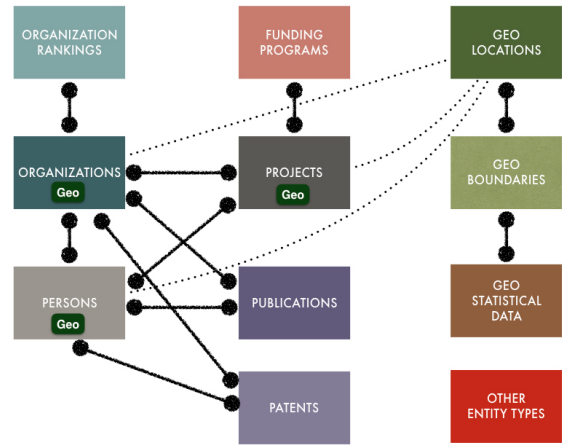 ORGANIZATION
RANKINGS
FUNDING
PROGRAMS
GEO
LOCATIONS
ORGANIZATIONS
Geo
PROJECTS
Geo
GEO
BOUNDARIES
PERSONS
Geo
PUBLICATIONS
GEO
STATISTICAL
DATA
PATENTS
OTHER
ENTITY TYPES